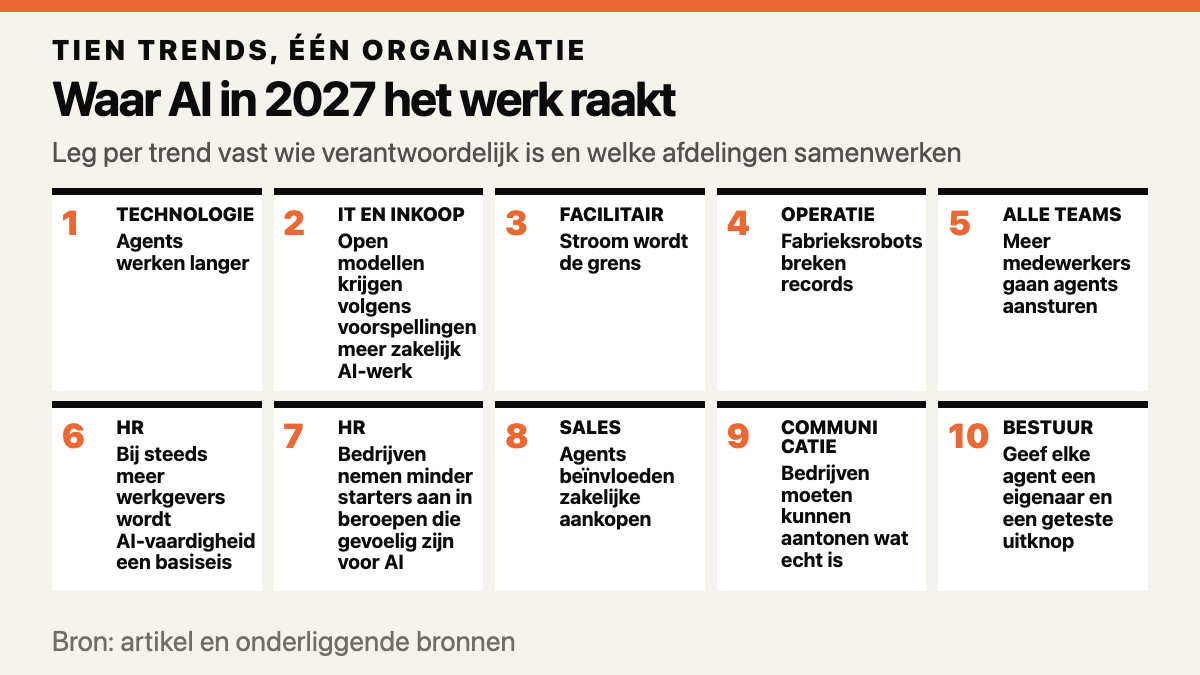 TIEN TRENDS, ÉÉN ORGANISATIE
Waar AI in 2027 het werk raakt
Leg per trend vast wie verantwoordelijk is en welke afdelingen samenwerken
1
TECHNOLOGIE
Agents
werken langer
2
IT EN INKOOP
Open
modellen
krijgen
volgens
voorspellingen
meer zakelijk
AI-werk
3
FACILITAIR
Stroom wordt
de grens
4
OPERATIE
Fabrieksrobots
breken
records
5
ALLE TEAMS
Meer
medewerkers
gaan agents
aansturen
6
HR
Bij steeds
meer
werkgevers
wordt
AI-vaardigheid
een basiseis
7
HR
Bedrijven
nemen minder
starters aan in
beroepen die
gevoelig zijn
voor AI
8
SALES
Agents
beïnvloeden
zakelijke
aankopen
9
COMMUNI
CATIE
Bedrijven
moeten
kunnen
aantonen wat
echt is
10
BESTUUR
Geef elke
agent een
eigenaar en
een geteste
uitknop
Bron: artikel en onderliggende bronnen